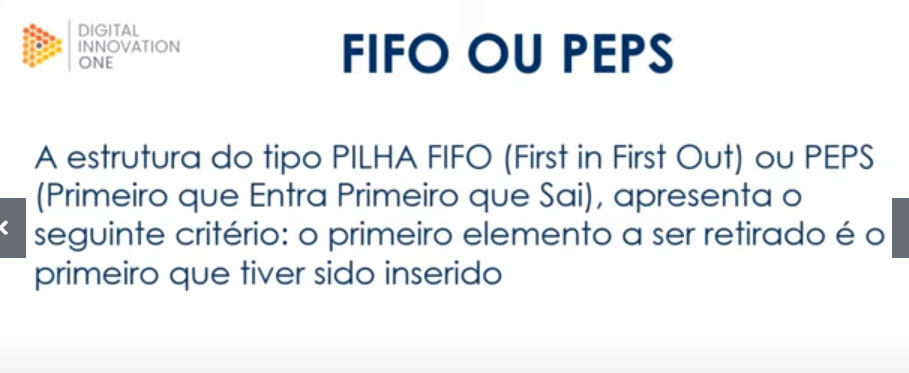 DIGITAL
INNOVATION
ONE
FIFO OU PEPS
A estrutura do tipo PILHA FIFO (First in First Out) ou PEPS
(Primeiro que Entra Primeiro que Sai), apresenta o
seguinte critério: o primeiro elemento a ser retirado é o
primeiro que tiver sido inserido